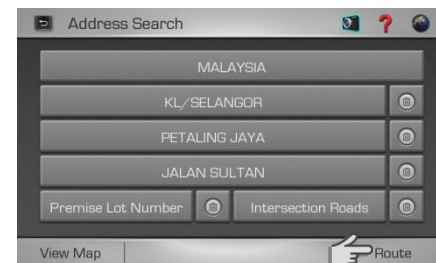 Address Search ?
MALAYSIA
KL/SELANGOR
PETALING JAYA
JALAN SULTAN
Premise Lot Number Intersection Roads
View Map Route